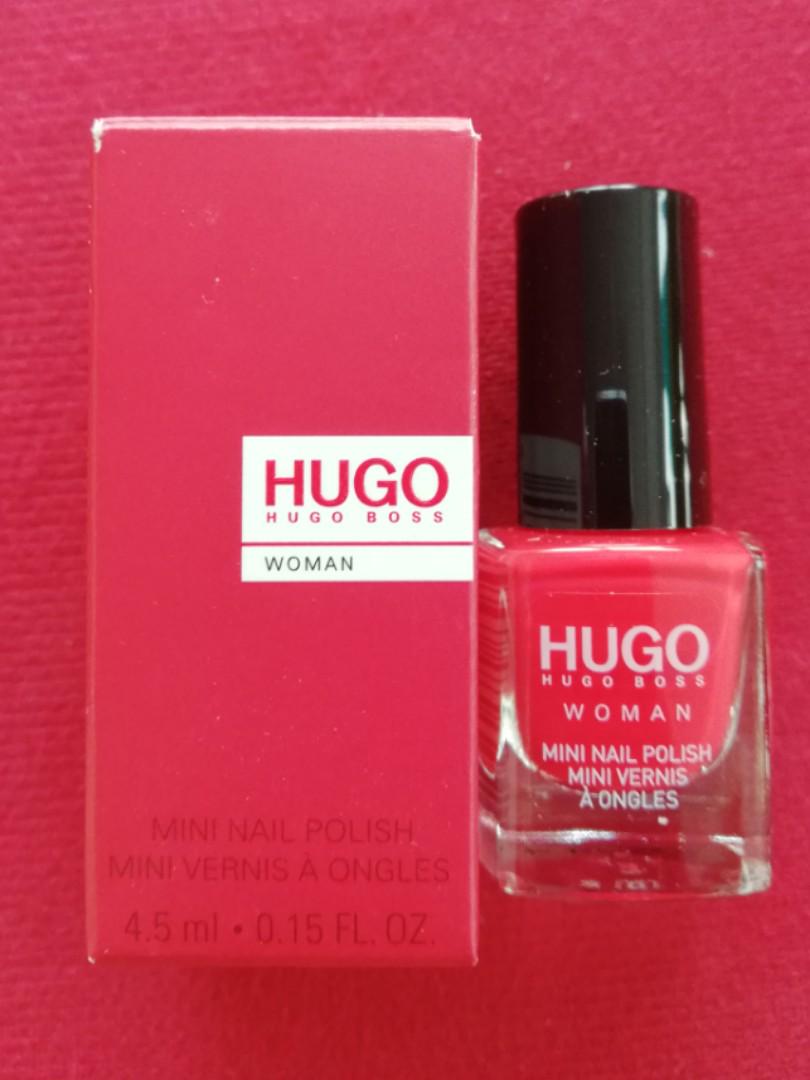 HUGO
HUGO BOSS
WOMAN
MINI NAIL POLISH
MINI VERNIS À ONGLES
4.5 ml • 0.15 FL. OZ.
HUGO
HUGO BOSS
WOMAN
MINI NAIL POLISH
MINI VERNIS
À ONGLES